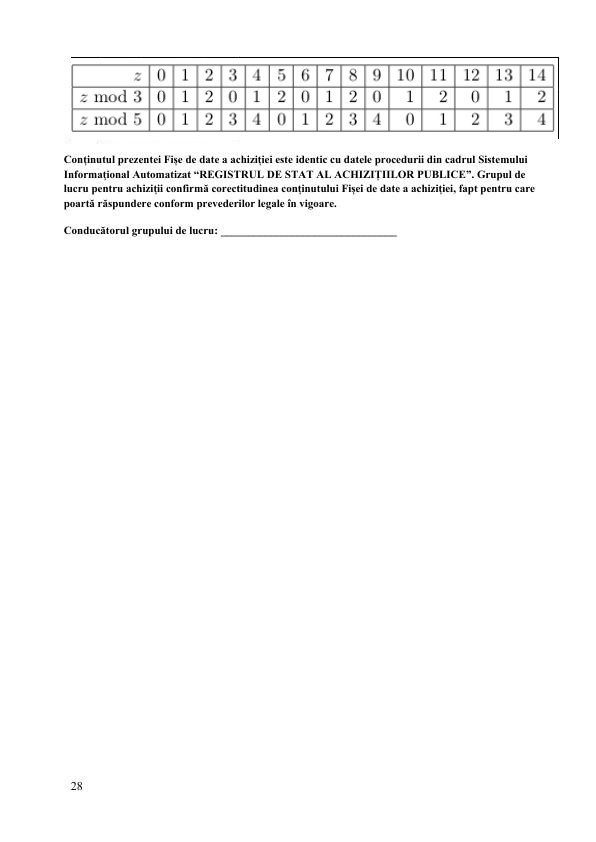 z 0 1 2 3 4 5 6 7 8 9 10 11 12 13 14
z mod 3 0 1 2 0 1 2 0 1 2 0 1 2 0 1 2
z mod 5 0 1 2 3 4 0 1 2 3 4 0 1 2 3 4
Conținutul prezentei Fișe de date a achiziției este identic cu datele procedurii din cadrul Sistemului
Informațional Automatizat “REGISTRUL DE STAT AL ACHIZIȚIILOR PUBLICE”. Grupul de
lucru pentru achiziții confirmă corectitudinea conținutului Fișei de date a achiziției, fapt pentru care
poartă răspundere conform prevederilor legale în vigoare.
Conducătorul grupului de lucru: ________________________________
28